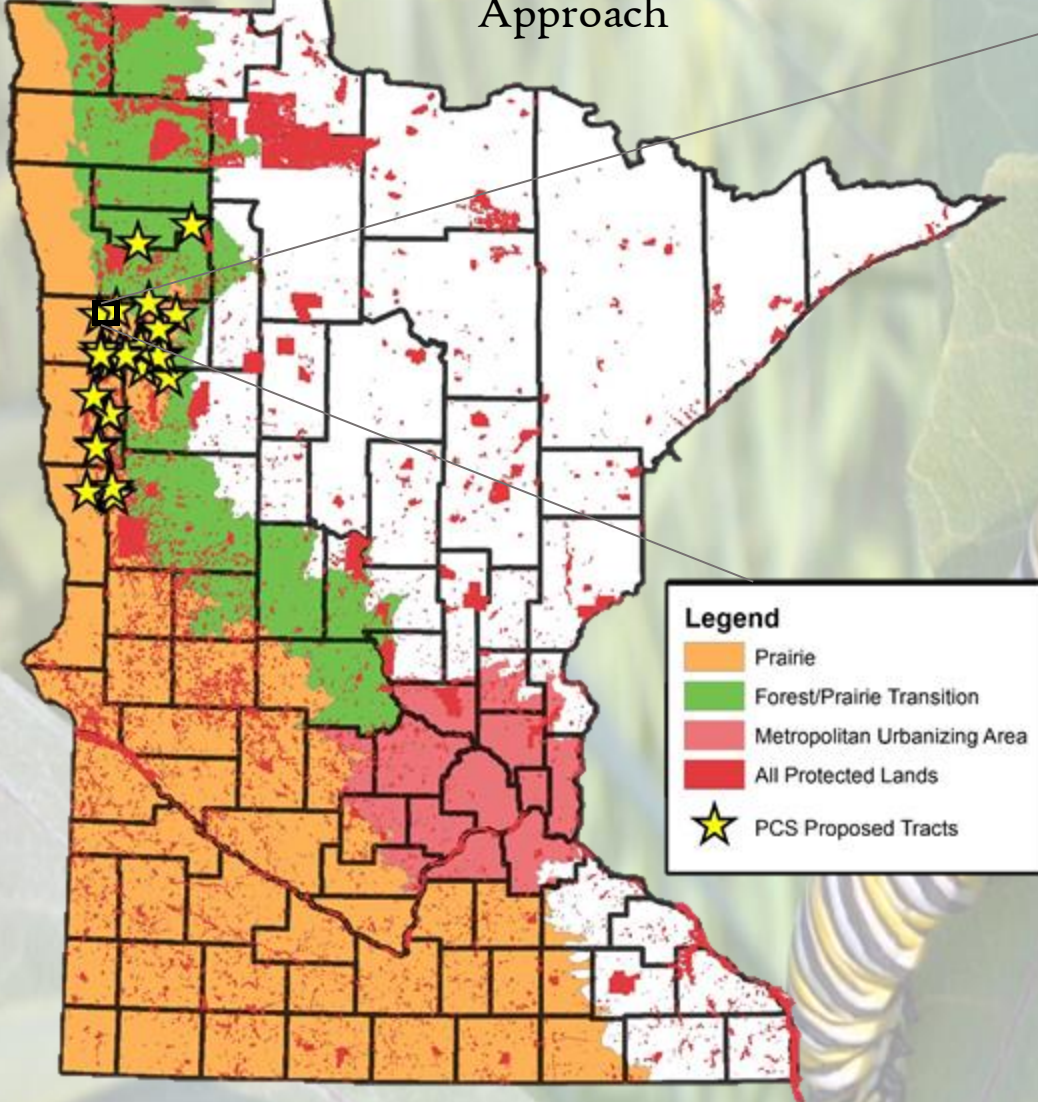 Approach
Legend
Prairie
Forest/Prairie Transition
Metropolitan Urbanizing Area
All Protected Lands
PCS Proposed Tracts